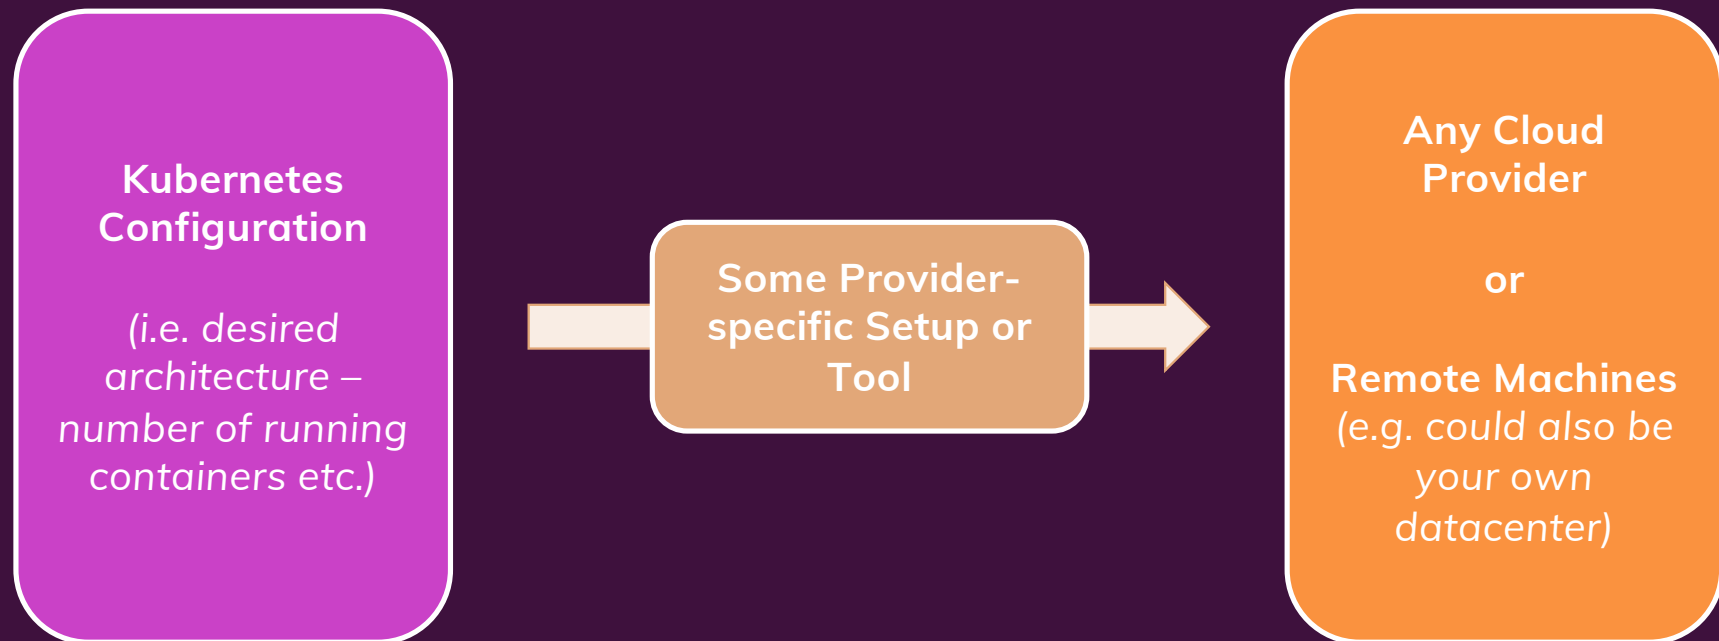 Kubernetes
Configuration
(i.e. desired
architecture –
number of running
containers etc.)
Some Provider-
specific Setup or
Tool
Any Cloud
Provider
or
Remote Machines
(e.g. could also be
your own
datacenter)